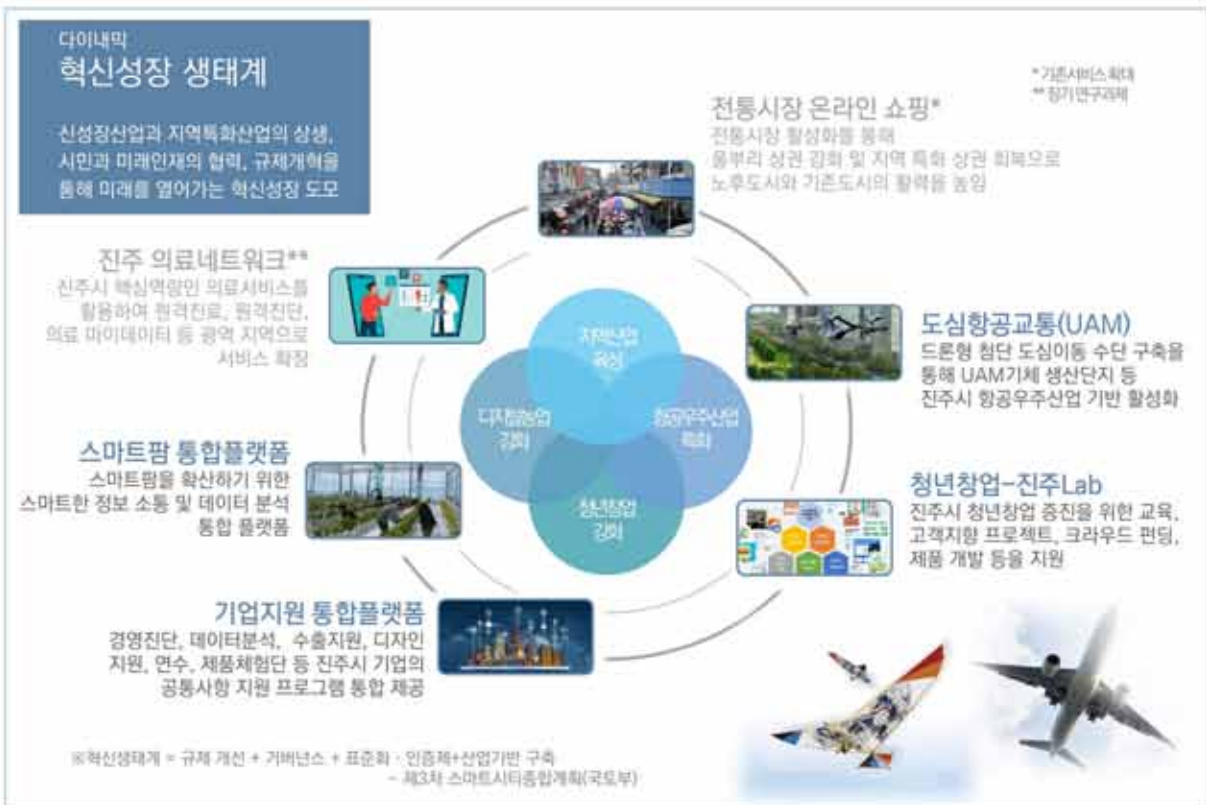 다이내믹
혁신성장 생태계
신성장산업과 지역특화산업의 상생,
시민과 미래인재의 협력, 규제개혁을
통해 미래를 열어가는 혁신성장 도모
* 기존서비스 확대
** 장기 연구과제
전통시장 온라인 쇼핑*
전통시장 활성화를 통해
풀뿌리 상권 강화 및 지역 특화 상권 회복으로
노후도시와 기존도시의 활력을 높임
진주 의료네트워크**
진주시 핵심역량인 의료서비스를
활용하여 원격진료, 원격진단,
의료 마이데이터 등 광역 지역으로
서비스 확장
지역산업
육성
디지털농업
강화
항공우주산업
특화
청년창업
강화
도심항공교통(UAM)
드론형 첨단 도심이동 수단 구축을
통해 UAM기체 생산단지 등
진주시 항공우주산업 기반 활성화
스마트팜 통합플랫폼
스마트팜을 확산하기 위한
스마트한 정보 소통 및 데이터 분석
통합 플랫폼
청년창업-진주Lab
진주시 청년창업 증진을 위한 교육,
고객지향 프로젝트, 크라우드 펀딩,
제품 개발 등을 지원
기업지원 통합플랫폼
경영진단, 데이터분석, 수출지원, 디자인
지원, 연수, 제품체험단 등 진주시 기업의
공통사항 지원 프로그램 통합 제공
※혁신생태계 = 규제 개선 + 거버넌스 + 표준화 · 인증제+산업기반 구축
- 제3차 스마트시티종합계획(국토부)